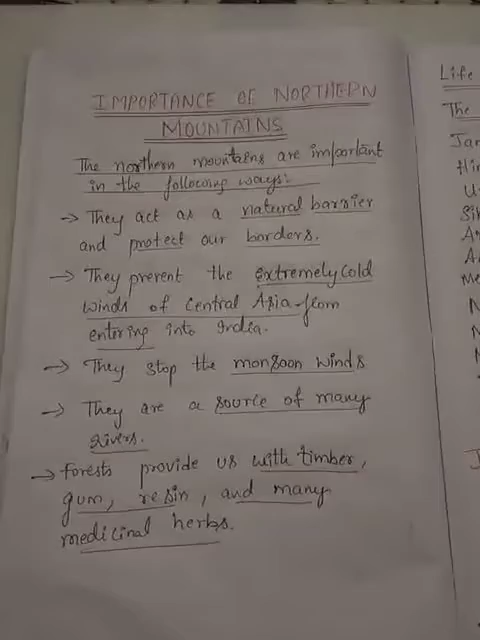 IMPORTANCE OF NORTHERN
MOUNTAINS
The northern mountains are important
in the following ways:
→ They act as a natural barrier
and protect our borders.
→ They prevent the extremely cold
winds of Central Asia from
entering into India.
→ They stop the monsoon winds
→ They are a source of many
rivers.
→ Forests provide us with timber,
gum, resin, and many
medicinal herbs.
Life
The